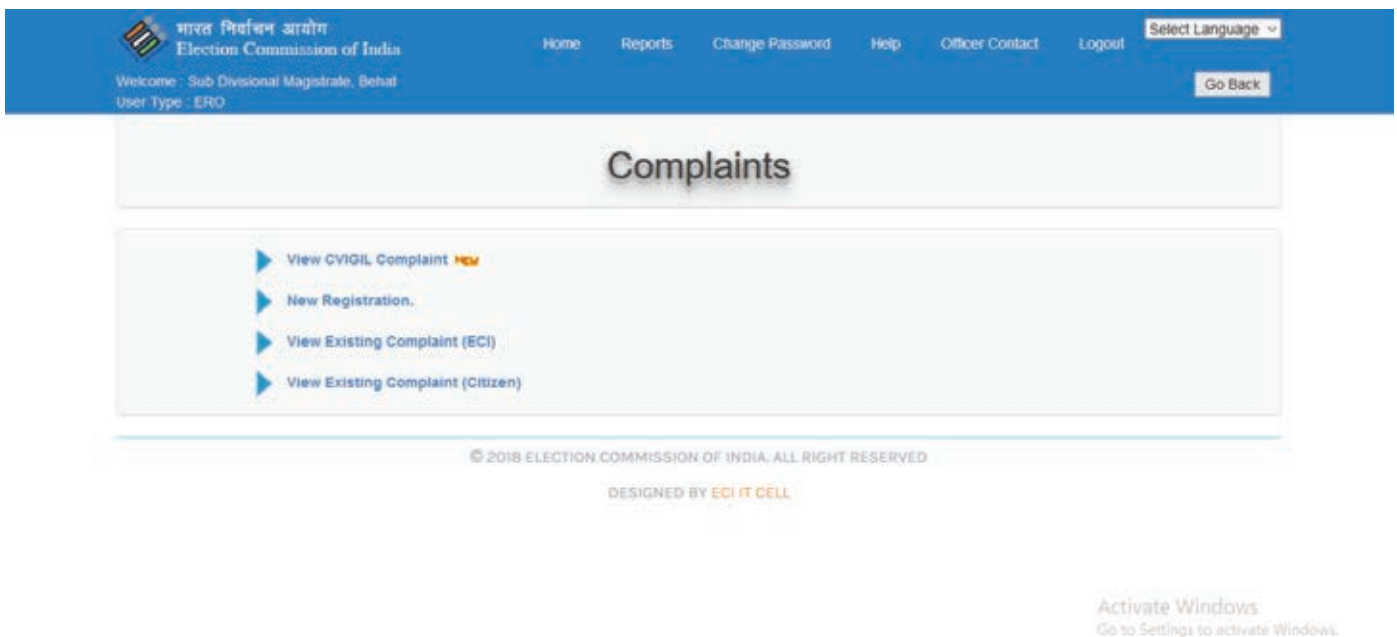 भारत निर्वाचन आयोग
Election Commission of India
Home Reports Change Password Help Officer Contact Logout
Select Language
Welcome : Sub Divisional Magistrate, Behat
User Type : ERO
Go Back
Complaints
View CVIGIL Complaint NEW
New Registration.
View Existing Complaint (ECI)
View Existing Complaint (Citizen)
© 2018 ELECTION COMMISSION OF INDIA. ALL RIGHT RESERVED
DESIGNED BY ECI IT CELL
Activate Windows
Go to Settings to activate Windows.